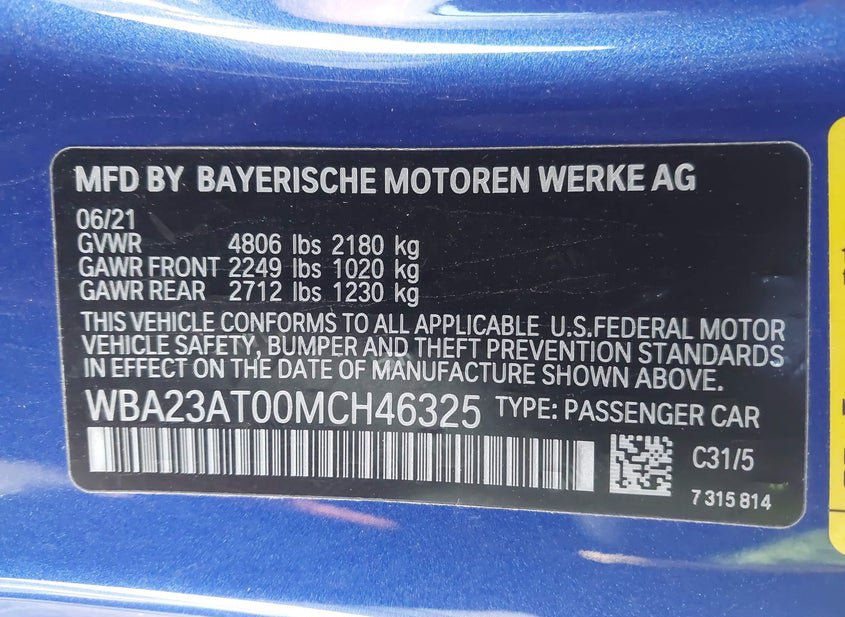 MFD BY BAYERISCHE MOTOREN WERKE AG
06/21
GVWR 4806 lbs 2180 kg
GAWR FRONT 2249 lbs 1020 kg
GAWR REAR 2712 lbs 1230 kg
THIS VEHICLE CONFORMS TO ALL APPLICABLE U.S.FEDERAL MOTOR
VEHICLE SAFETY, BUMPER AND THEFT PREVENTION STANDARDS
IN EFFECT ON THE DATE OF MANUFACTURE SHOWN ABOVE.
WBA23AT00MCH46325 TYPE: PASSENGER CAR
C31/5
7 315 814